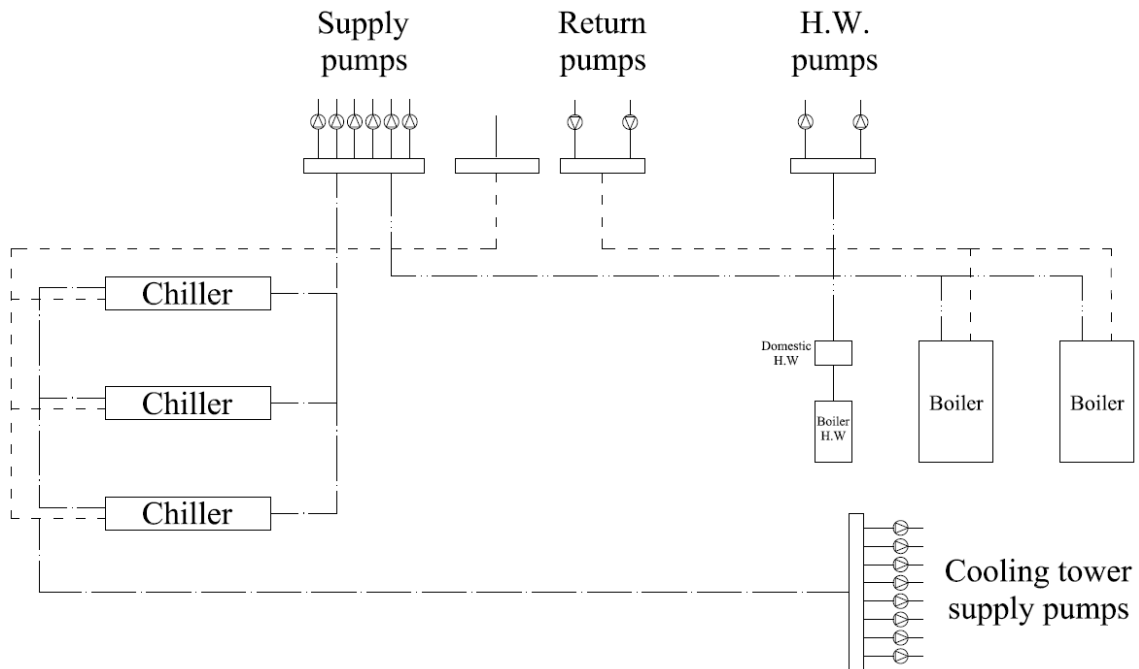 Supply
pumps
Return
pumps
H.W.
pumps
Chiller
Chiller
Chiller
Domestic
H.W
Boiler
H.W
Boiler
Boiler
Cooling tower
supply pumps